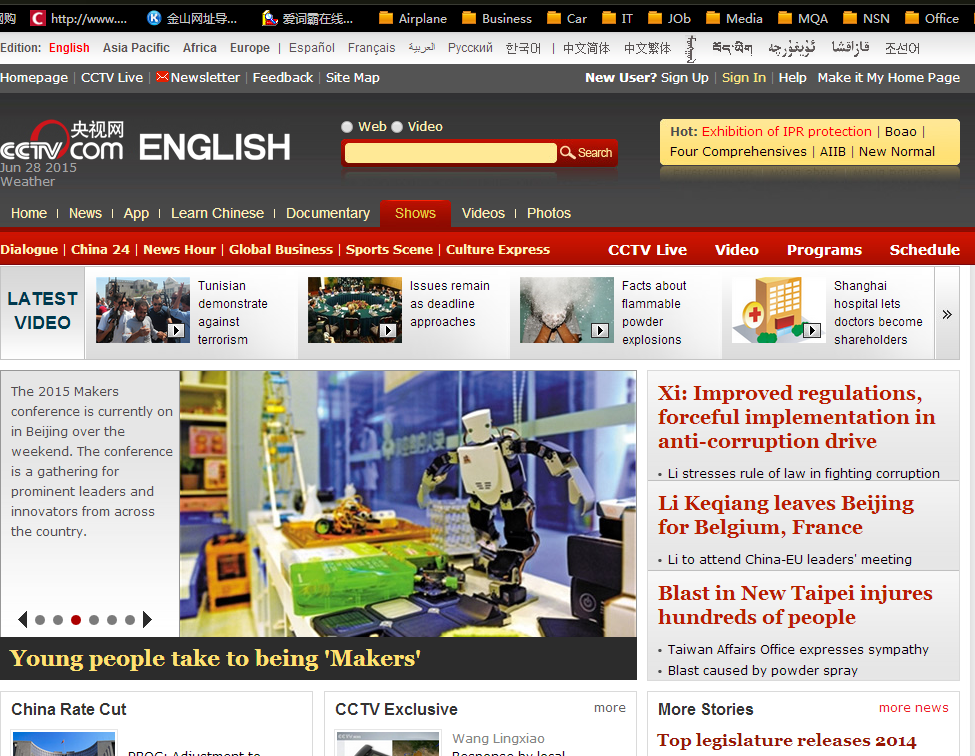 http://www....
金山网址导...
爱词霸在线...
Airplane
Business
Car
IT
JOb
Media
MQA
NSN
Office
Edition: English Asia Pacific Africa Europe | Español Français العربية Русский 한국어 | 中文简体 中文繁体 བོད་ཡིག ئۇيغۇرچە قازاقشا 조선어
Homepage | CCTV Live | Newsletter | Feedback | Site Map
New User? Sign Up | Sign In | Help Make it My Home Page
央视网
CCTV com ENGLISH
Jun 28 2015
Weather
Web Video
Search
Hot: Exhibition of IPR protection | Boao |
Four Comprehensives | AIIB | New Normal
Home | News | App | Learn Chinese | Documentary Shows Videos | Photos
Dialogue | China 24 | News Hour | Global Business | Sports Scene | Culture Express
CCTV Live Video Programs Schedule
LATEST
VIDEO
Tunisian
demonstrate
against
terrorism
Issues remain
as deadline
approaches
Facts about
flammable
powder
explosions
Shanghai
hospital lets
doctors become
shareholders
»
The 2015 Makers
conference is currently on
in Beijing over the
weekend. The conference
is a gathering for
prominent leaders and
innovators from across
the country.
Young people take to being 'Makers'
Xi: Improved regulations,
forceful implementation in
anti-corruption drive
• Li stresses rule of law in fighting corruption
Li Keqiang leaves Beijing
for Belgium, France
• Li to attend China-EU leaders' meeting
Blast in New Taipei injures
hundreds of people
• Taiwan Affairs Office expresses sympathy
• Blast caused by powder spray
China Rate Cut
PBOC: Adjustment to
CCTV Exclusive
more
Wang Lingxiao
Response by local
More Stories
more news
Top legislature releases 2014